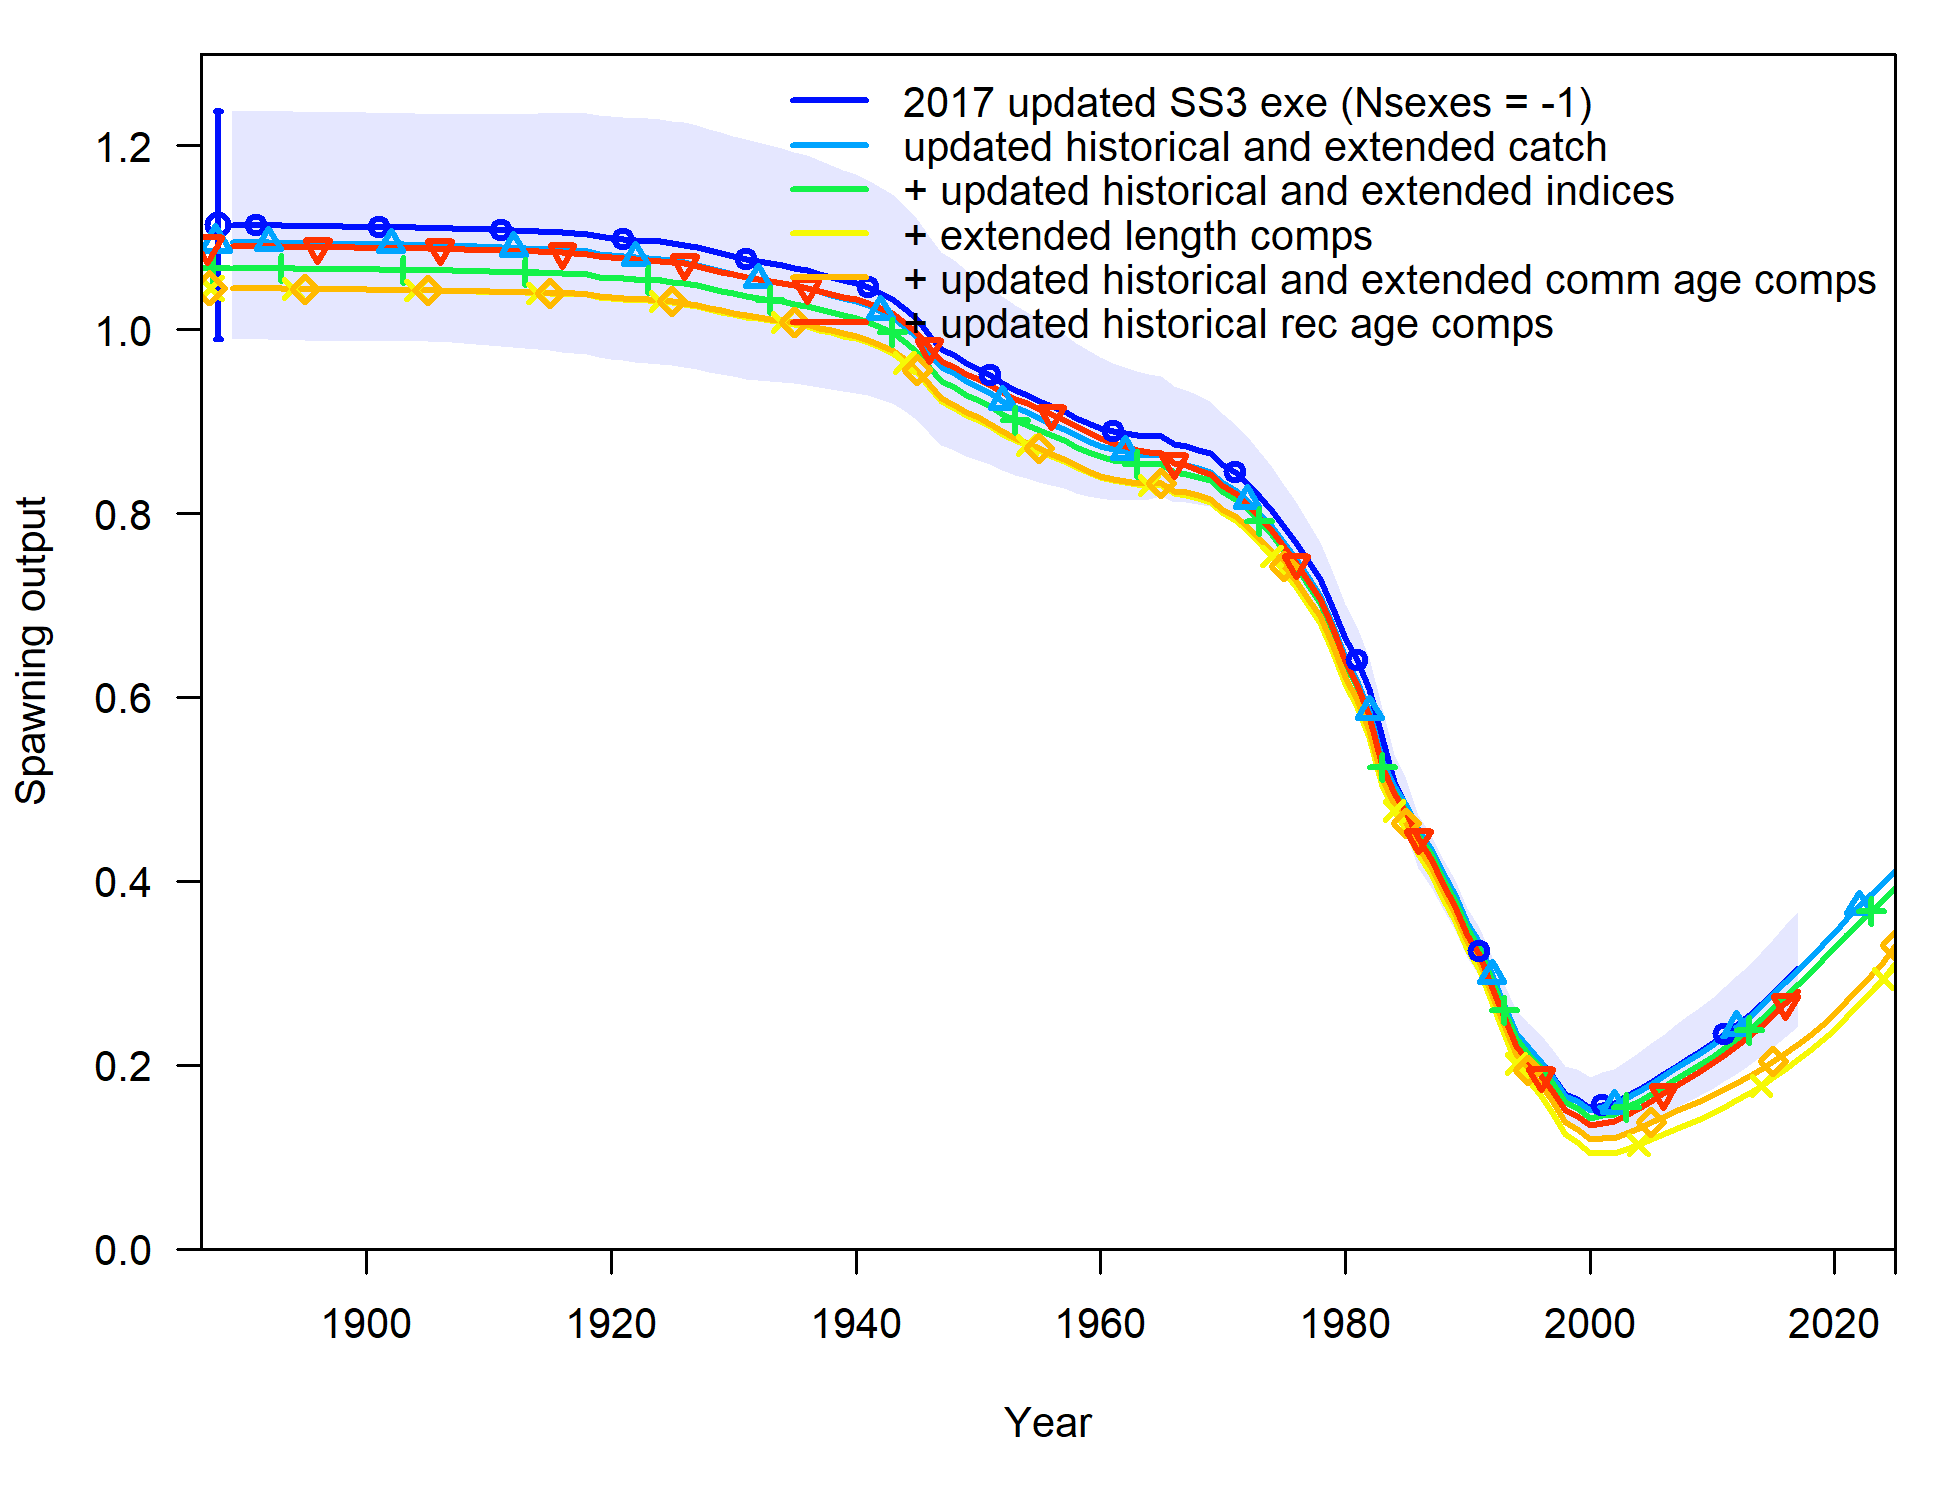 2017 updated SS3 exe (Nsexes = -1)
updated historical and extended catch
+ updated historical and extended indices
+ extended length comps
+ updated historical and extended comm age comps
+ updated historical rec age comps
1.2
1.0
0.8
0.6
0.4
0.2
0.0
Spawning output
1900 1920 1940 1960 1980 2000 2020
Year